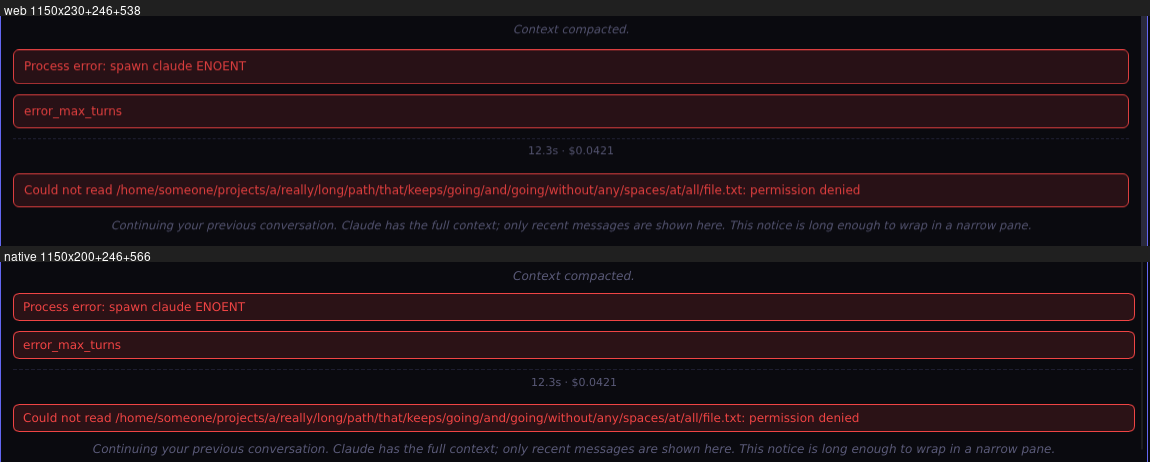 web 1150x230+246+538
Context compacted.
Process error: spawn claude ENOENT
error_max_turns
12.3s · $0.0421
Could not read /home/someone/projects/a/really/long/path/that/keeps/going/and/going/without/any/spaces/at/all/file.txt: permission denied
Continuing your previous conversation. Claude has the full context; only recent messages are shown here. This notice is long enough to wrap in a narrow pane.
native 1150x200+246+566
Context compacted.
Process error: spawn claude ENOENT
error_max_turns
12.3s · $0.0421
Could not read /home/someone/projects/a/really/long/path/that/keeps/going/and/going/without/any/spaces/at/all/file.txt: permission denied
Continuing your previous conversation. Claude has the full context; only recent messages are shown here. This notice is long enough to wrap in a narrow pane.